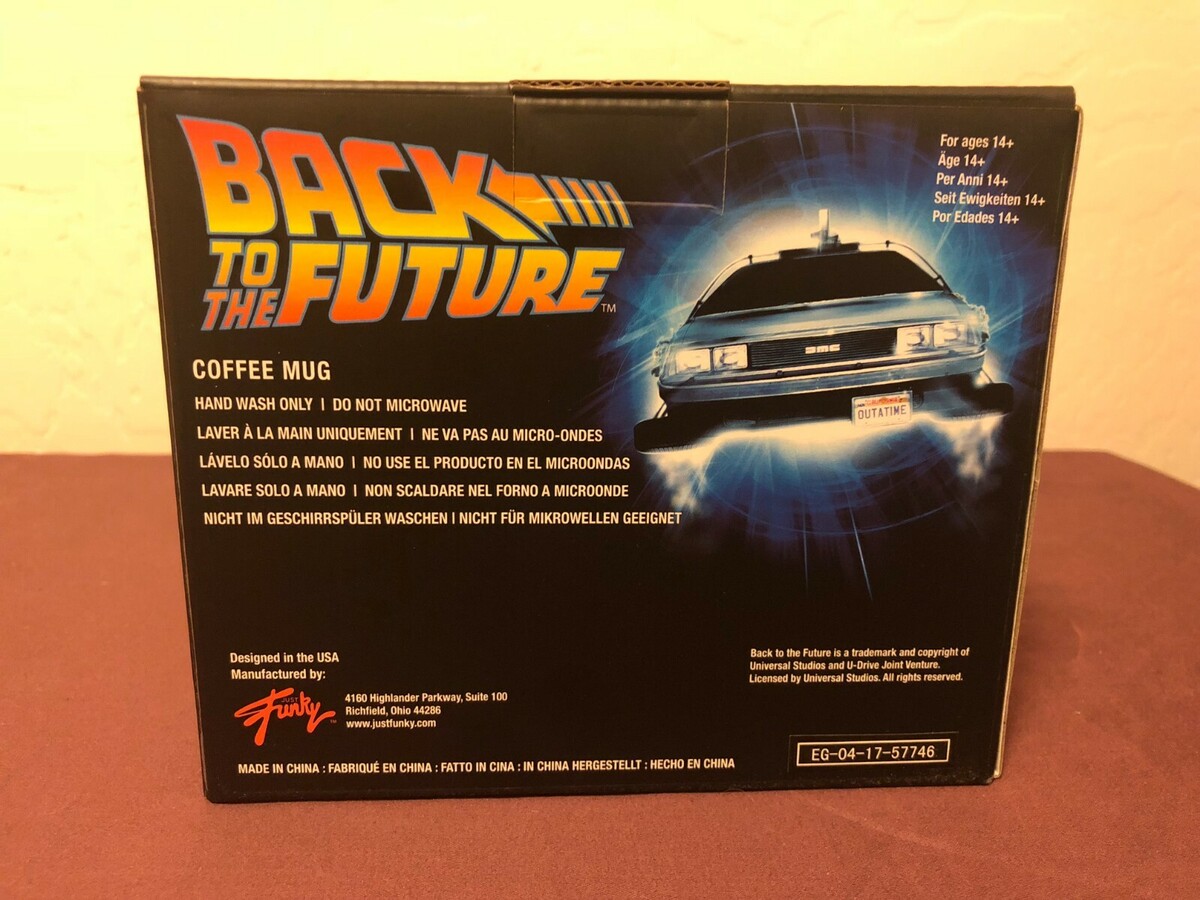 BACK
TO THE FUTURE™
For ages 14+
Äge 14+
Per Anni 14+
Seit Ewigkeiten 14+
Por Edades 14+
DMC
OUTATIME
COFFEE MUG
HAND WASH ONLY | DO NOT MICROWAVE
LAVER À LA MAIN UNIQUEMENT | NE VA PAS AU MICRO-ONDES
LÁVELO SÓLO A MANO | NO USE EL PRODUCTO EN EL MICROONDAS
LAVARE SOLO A MANO | NON SCALDARE NEL FORNO A MICROONDE
NICHT IM GESCHIRRSPÜLER WASCHEN | NICHT FÜR MIKROWELLEN GEEIGNET
Designed in the USA
Manufactured by:
JUST Funky™
4160 Highlander Parkway, Suite 100
Richfield, Ohio 44286
www.justfunky.com
Back to the Future is a trademark and copyright of
Universal Studios and U-Drive Joint Venture.
Licensed by Universal Studios. All rights reserved.
EG-04-17-57746
MADE IN CHINA : FABRIQUÉ EN CHINA : FATTO IN CINA : IN CHINA HERGESTELLT : HECHO EN CHINA